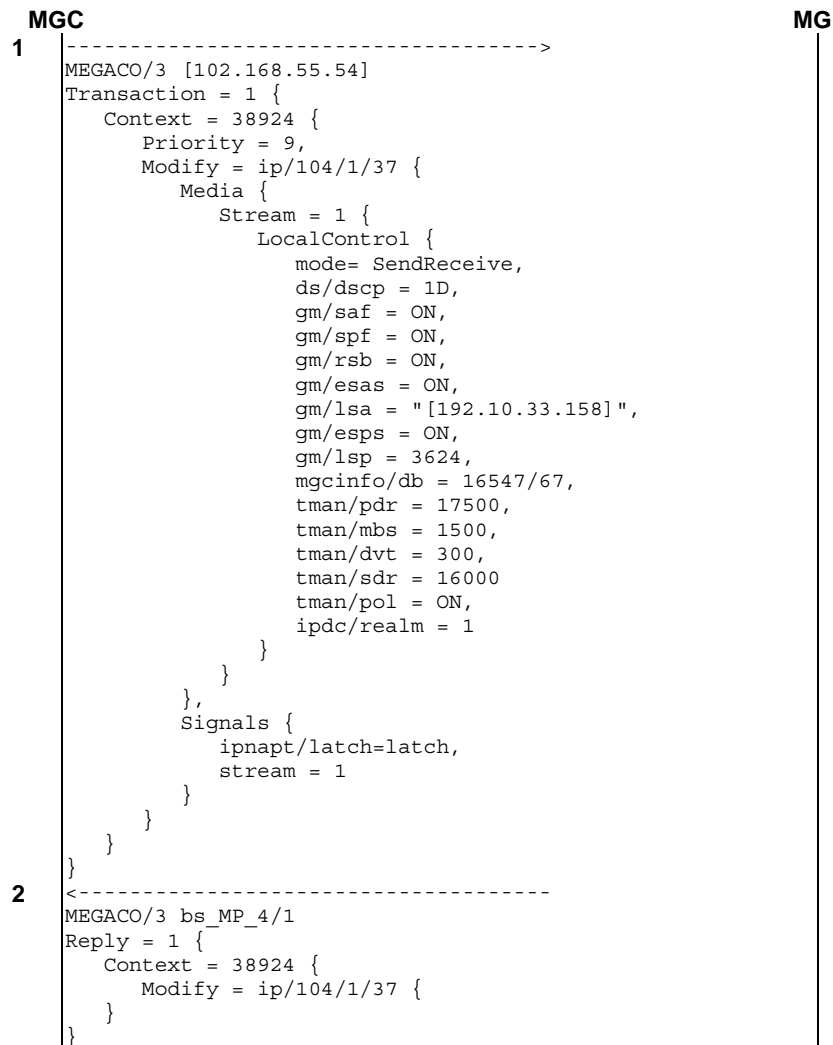 MGC MG
1 ------------------------------------->
MEGACO/3 [102.168.55.54]
Transaction = 1 {
Context = 38924 {
Priority = 9,
Modify = ip/104/1/37 {
Media {
Stream = 1 {
LocalControl {
mode= SendReceive,
ds/dscp = 1D,
gm/saf = ON,
gm/spf = ON,
gm/rsb = ON,
gm/esas = ON,
gm/lsa = "[192.10.33.158]",
gm/esps = ON,
gm/lsp = 3624,
mgcinfo/db = 16547/67,
tman/pdr = 17500,
tman/mbs = 1500,
tman/dvt = 300,
tman/sdr = 16000
tman/pol = ON,
ipdc/realm = 1
}
}
},
Signals {
ipnapt/latch=latch,
stream = 1
}
}
}
}
2 <-------------------------------------
MEGACO/3 bs_MP_4/1
Reply = 1 {
Context = 38924 {
Modify = ip/104/1/37 {
}
}